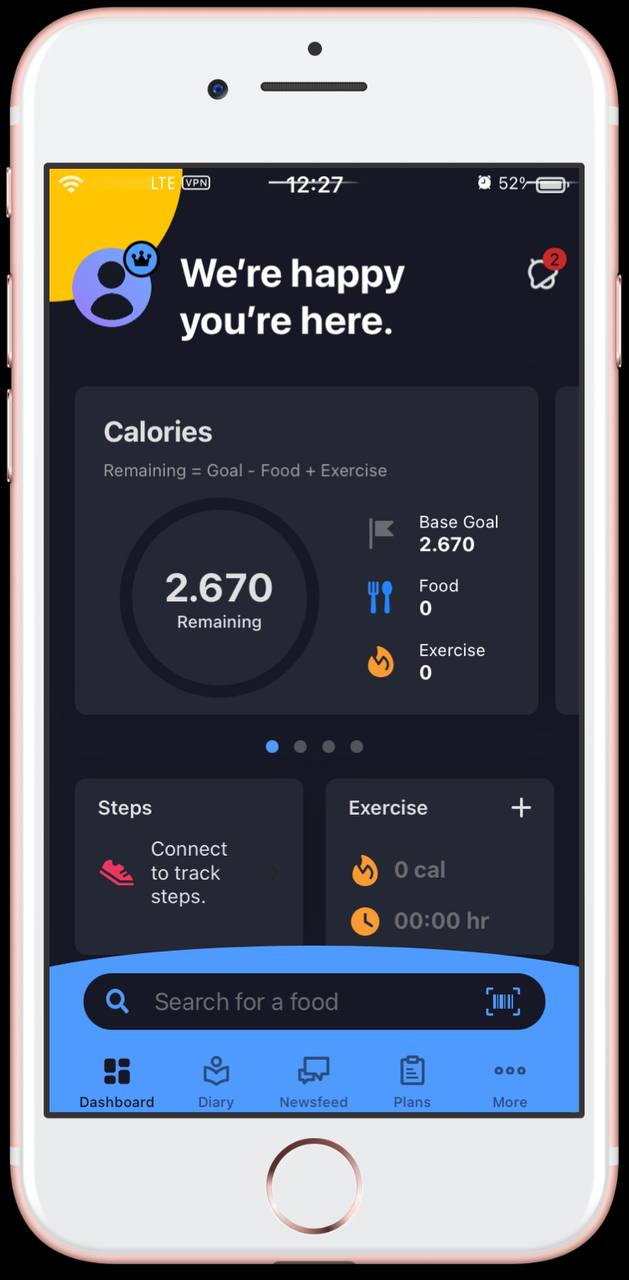 LTE VPN 12:27 52%
We're happy
you're here.
2
Calories
Remaining = Goal - Food + Exercise
2.670
Remaining
Base Goal
2.670
Food
0
Exercise
0
Steps
Connect
to track
steps.
Exercise
0 cal
00:00 hr
Search for a food
Dashboard Diary Newsfeed Plans More